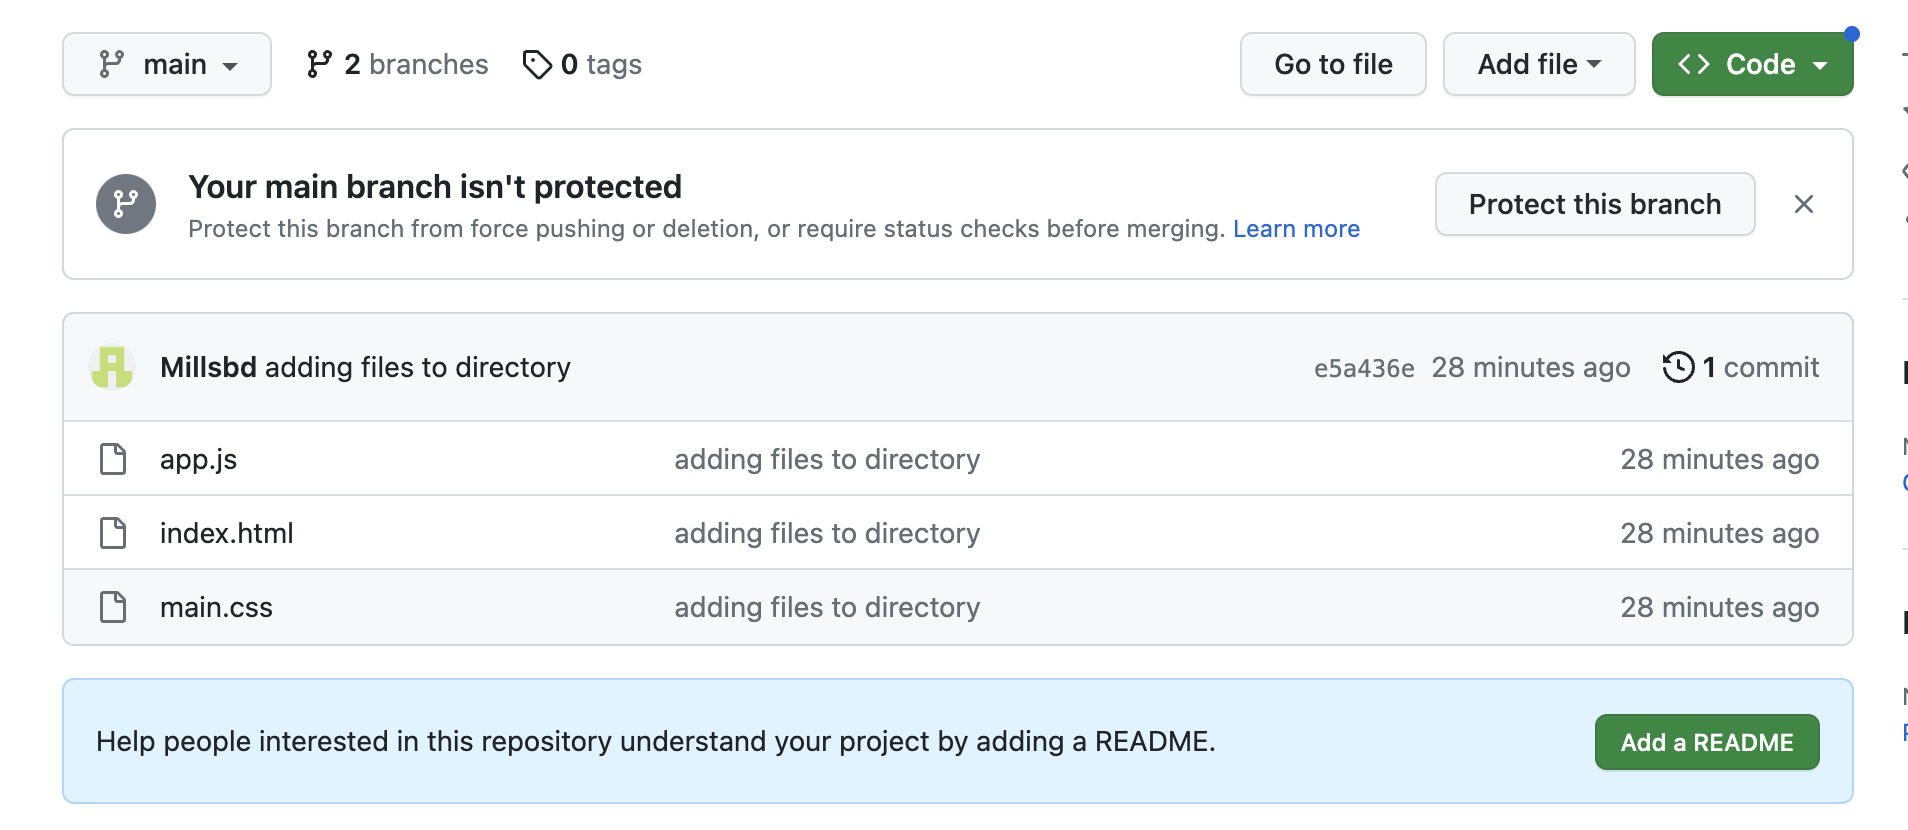 main
2 branches
0 tags
Go to file
Add file
Code
Your main branch isn't protected
Protect this branch from force pushing or deletion, or require status checks before merging. Learn more
Protect this branch
Millsbd adding files to directory
e5a436e 28 minutes ago
1 commit
app.js adding files to directory 28 minutes ago
index.html adding files to directory 28 minutes ago
main.css adding files to directory 28 minutes ago
Help people interested in this repository understand your project by adding a README.
Add a README